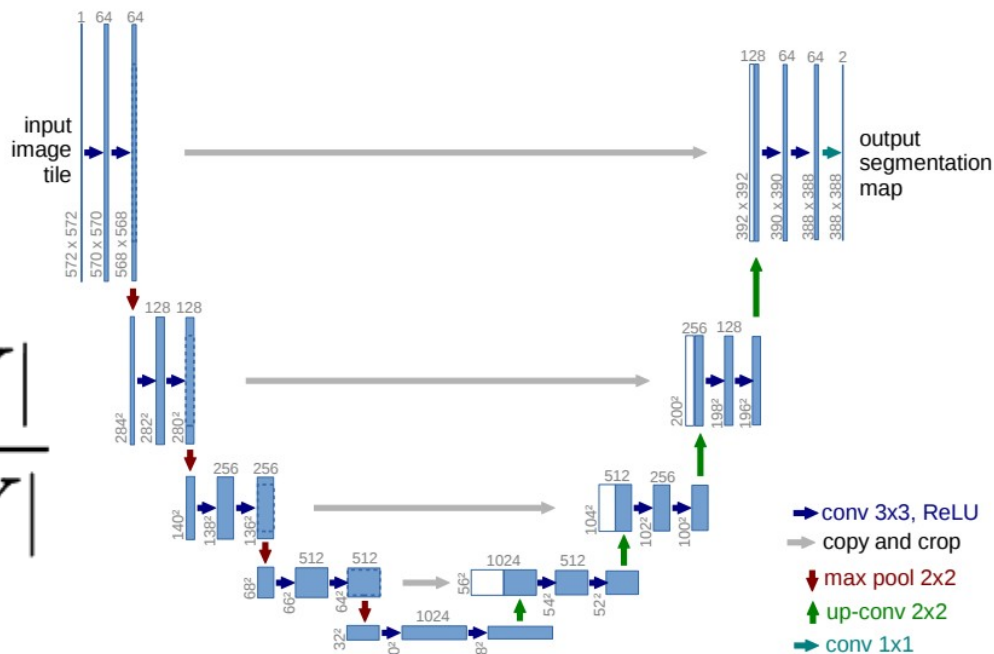 1 64 64
128 64 64 2
input
image
tile
output
segmentation
map
572 x 572
570 x 570
568 x 568
392 x 392
390 x 390
388 x 388
388 x 388
128 128
256 128
284²
282²
280²
200²
198²
196²
256 256
512 256
140²
138²
136²
104²
102²
100²
512 512
1024 512
68²
66²
64²
56²
54²
52²
1024
32²
conv 3x3, ReLU
copy and crop
max pool 2x2
up-conv 2x2
conv 1x1